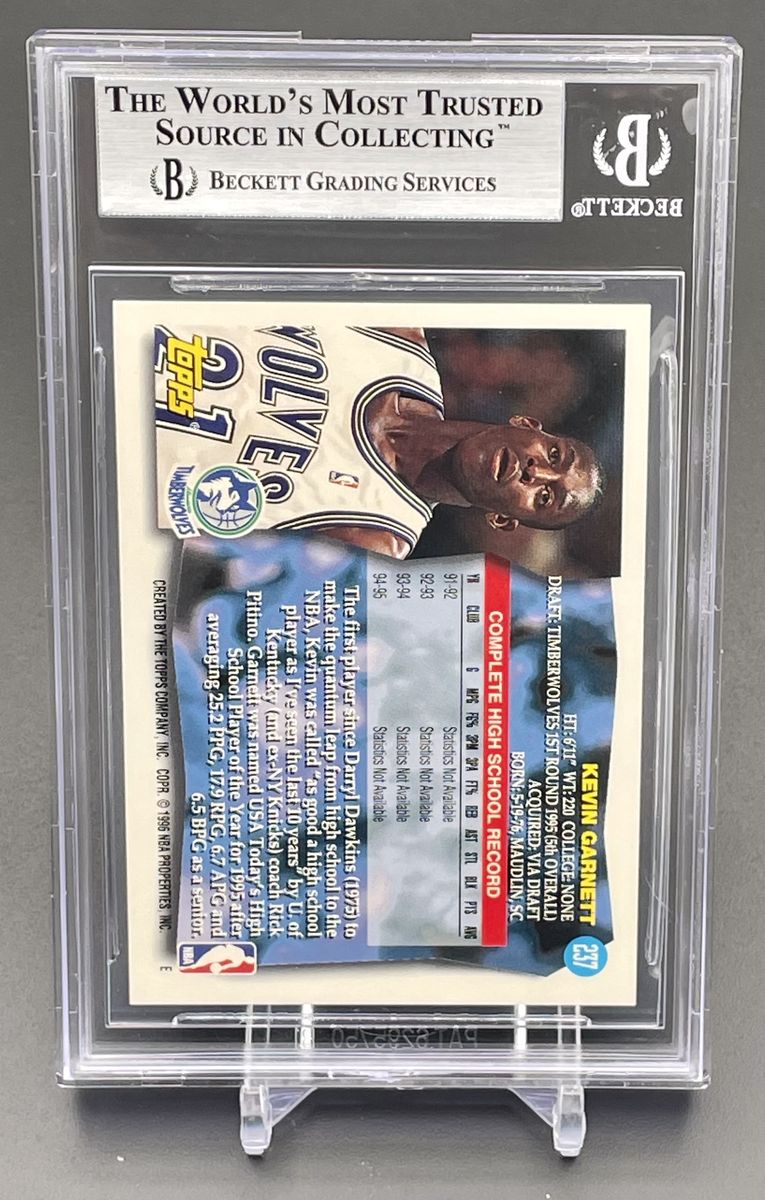 THE WORLD'S MOST TRUSTED
SOURCE IN COLLECTING™
B BECKETT GRADING SERVICES
B
BECKETT®
KEVIN GARNETT
237
HT: 6'11" WT: 220 COLLEGE: NONE
DRAFT: TIMBERWOLVES 1ST ROUND 1995 (5th OVERALL)
ACQUIRED: VIA DRAFT
BORN: 5-19-76, MAULDIN, SC
COMPLETE HIGH SCHOOL RECORD
YR CLUB G MPG FG% 3PM 3PA FT% REB AST STL BLK PTS AVG
91-92 Statistics Not Available
92-93 Statistics Not Available
93-94 Statistics Not Available
94-95 Statistics Not Available
The first player since Darryl Dawkins (1975) to
make the quantum leap from high school to the
NBA, Kevin was called "as good a high school
player as I've seen the last 10 years" by U. of
Kentucky (and ex-NY Knicks) coach Rick
Pitino. Garnett was named USA Today's High
School Player of the Year for 1995 after
averaging 25.2 PPG, 17.9 RPG, 6.7 APG and
6.5 BPG as a senior.
WOLVES
21
topps®
TIMBERWOLVES
NBA
CREATED BY THE TOPPS COMPANY, INC. COPR. © 1996 NBA PROPERTIES, INC. E